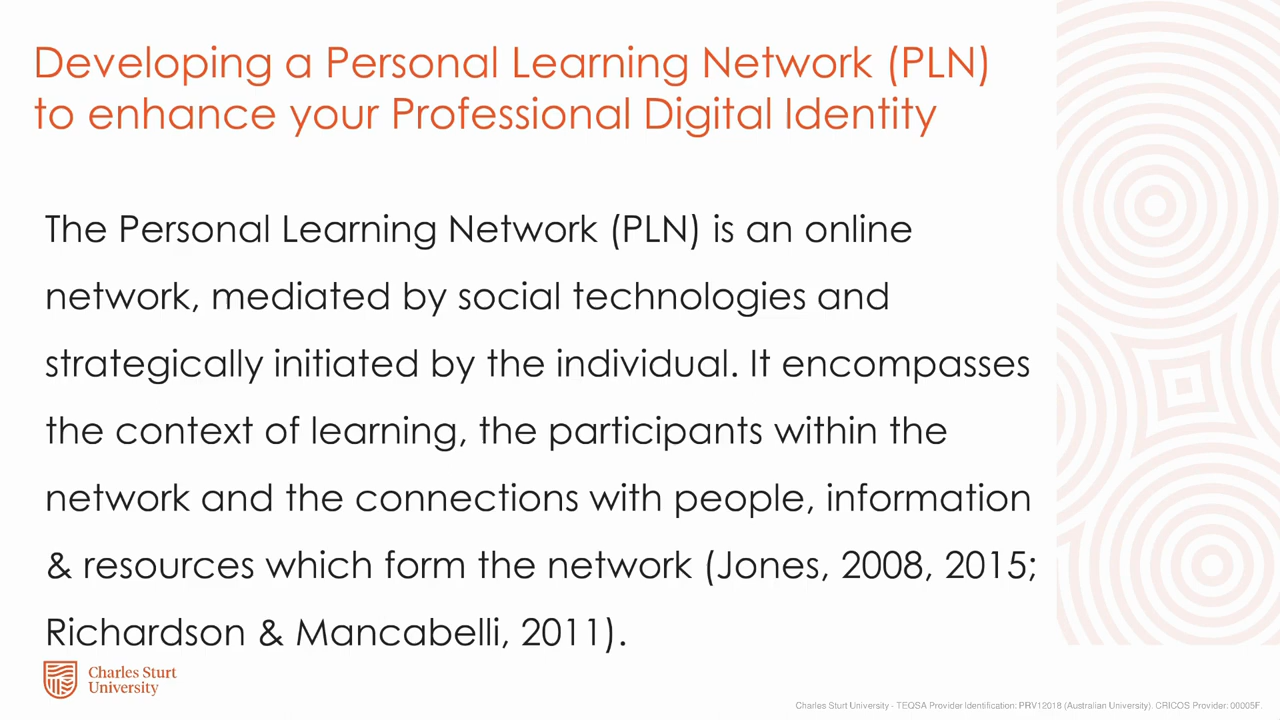 Developing a Personal Learning Network (PLN)
to enhance your Professional Digital Identity
The Personal Learning Network (PLN) is an online
network, mediated by social technologies and
strategically initiated by the individual. It encompasses
the context of learning, the participants within the
network and the connections with people, information
& resources which form the network (Jones, 2008, 2015;
Richardson & Mancabelli, 2011).
Charles Sturt
University
Charles Sturt University - TEQSA Provider Identification: PRV12018 (Australian University). CRICOS Provider: 00005F.